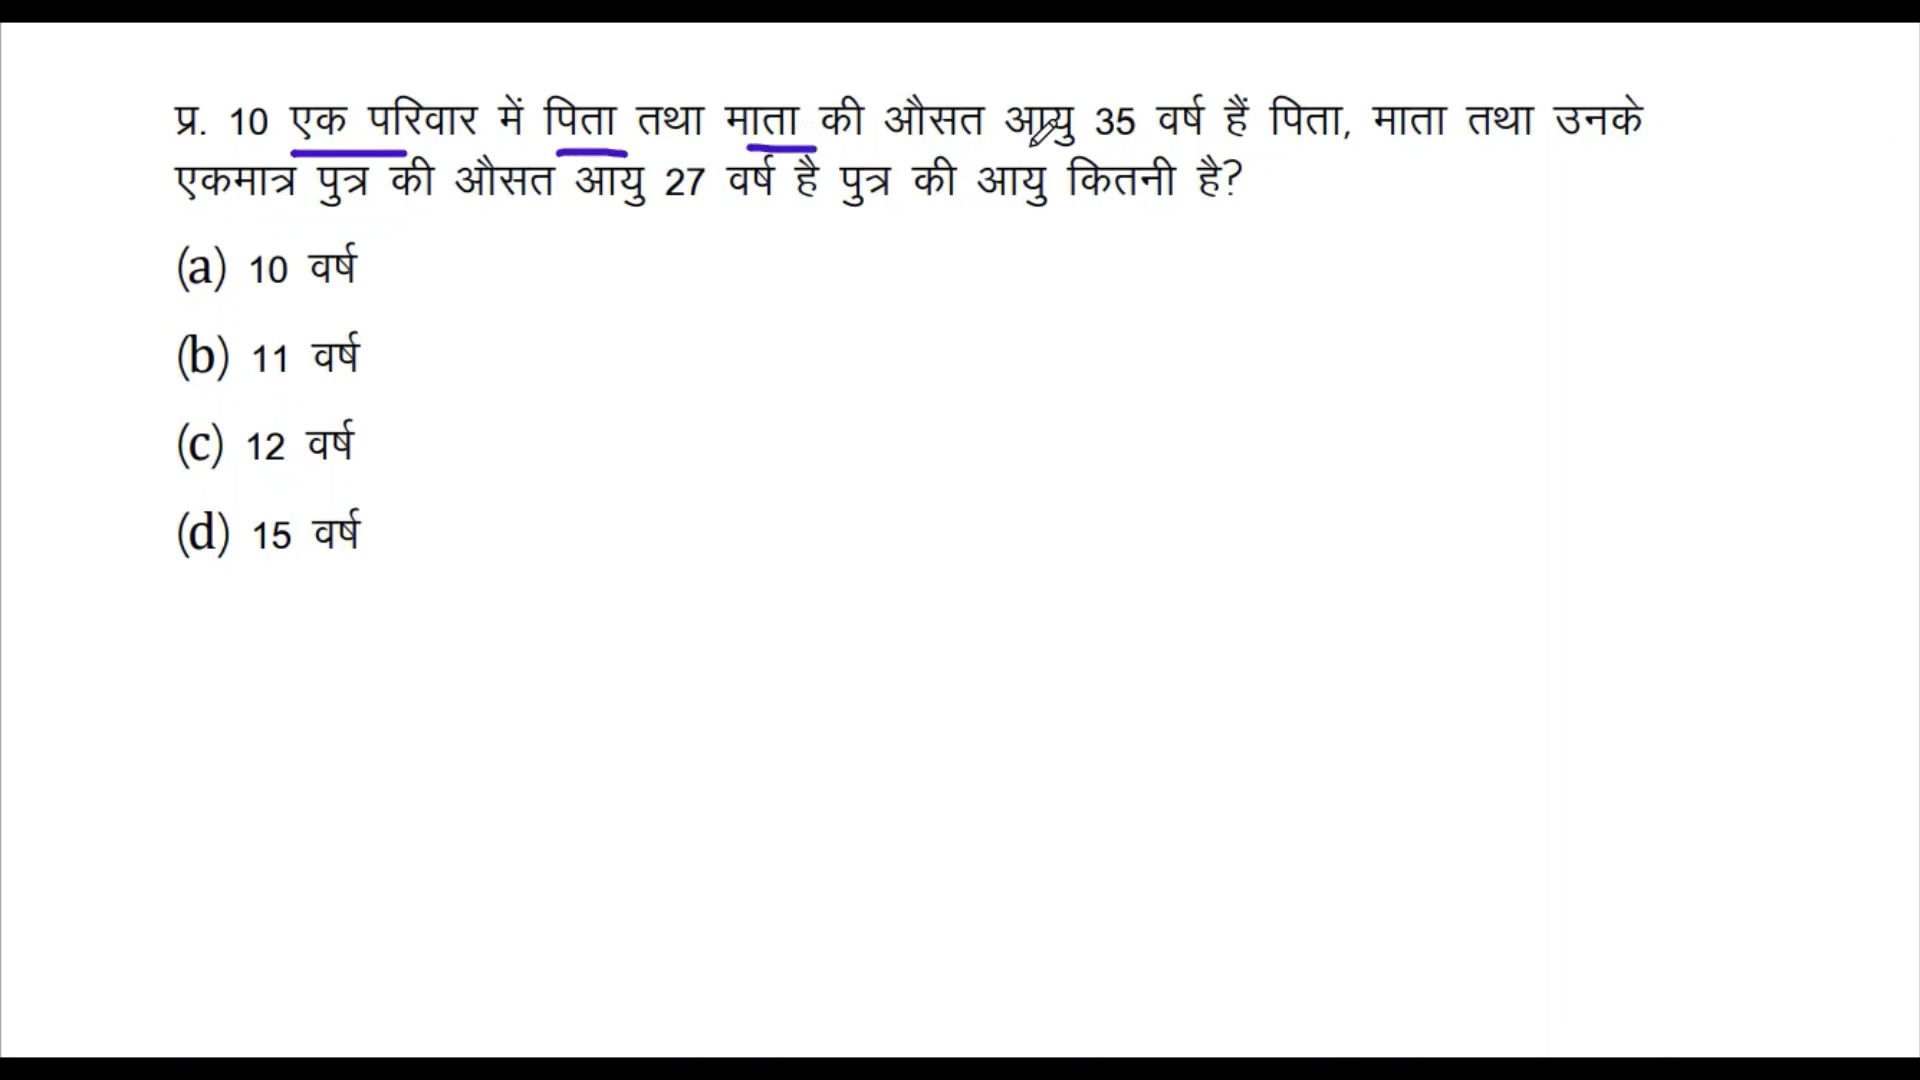 प्र. 10 एक परिवार में पिता तथा माता की औसत आयु 35 वर्ष हैं पिता, माता तथा उनके
एकमात्र पुत्र की औसत आयु 27 वर्ष है पुत्र की आयु कितनी है?
(a) 10 वर्ष
(b) 11 वर्ष
(c) 12 वर्ष
(d) 15 वर्ष